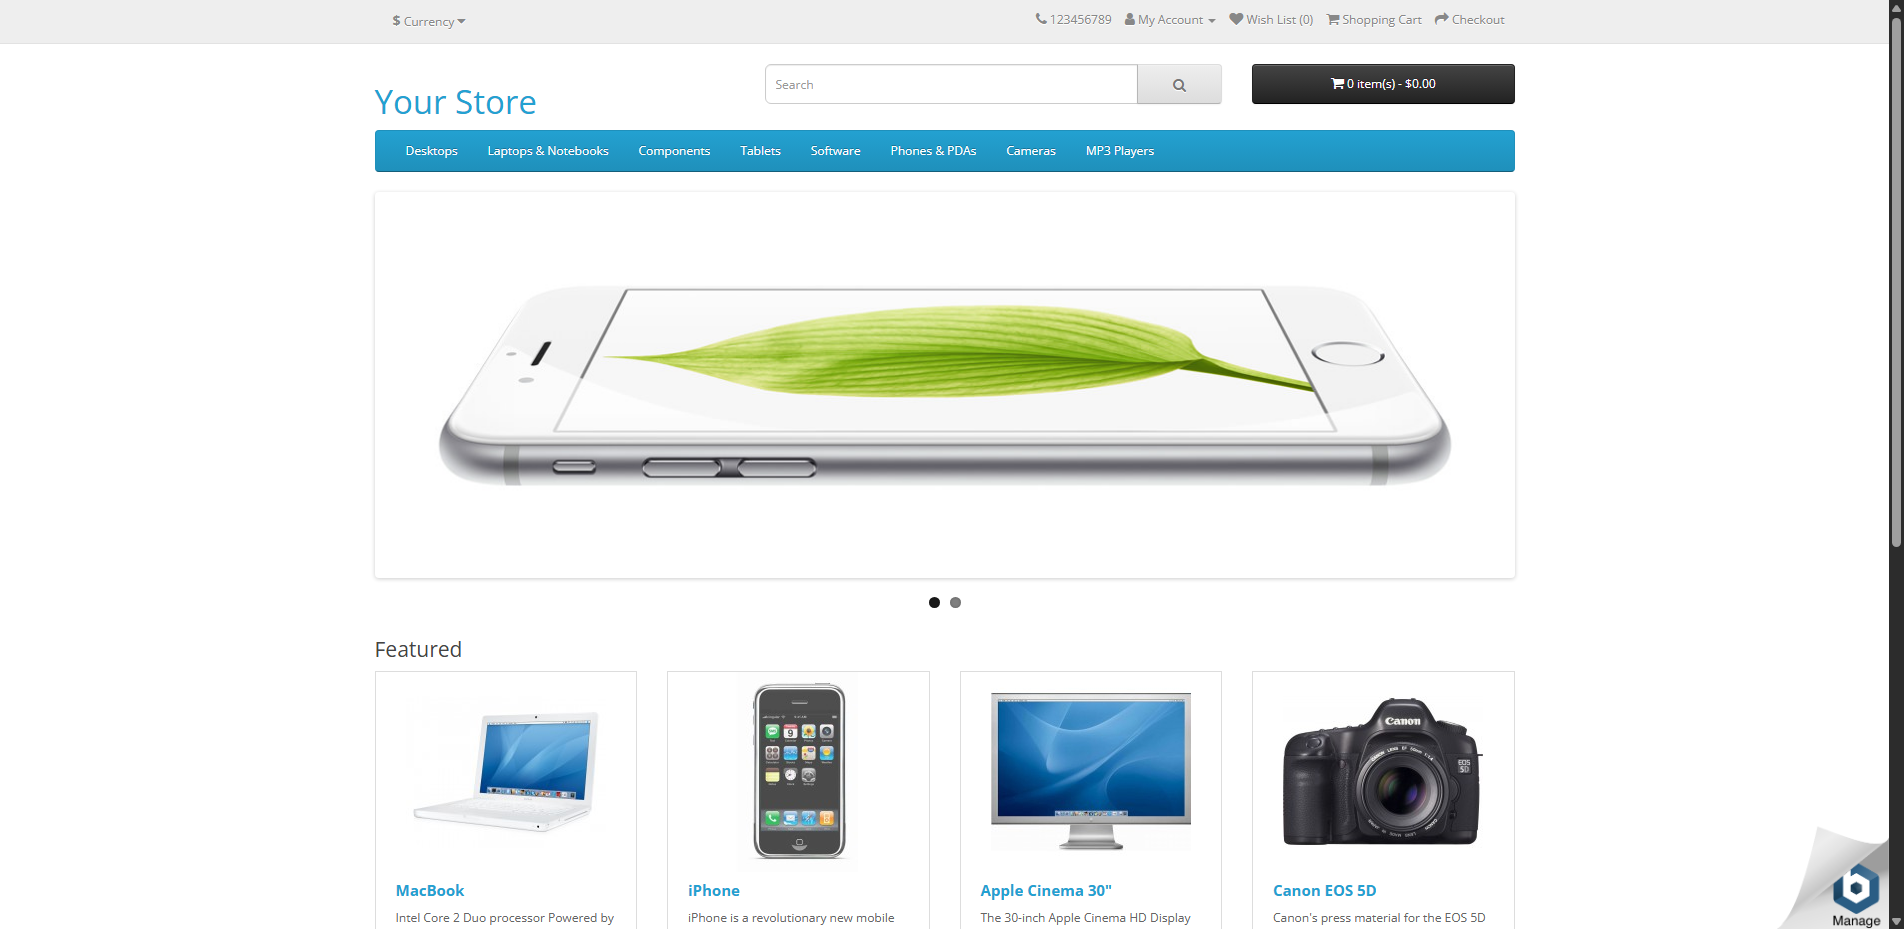 $ Currency
123456789 My Account Wish List (0) Shopping Cart Checkout
Your Store
Search
0 item(s) - $0.00
Desktops Laptops & Notebooks Components Tablets Software Phones & PDAs Cameras MP3 Players
Featured
Canon
EOS
5D
MacBook
Intel Core 2 Duo processor Powered by
iPhone
iPhone is a revolutionary new mobile
Apple Cinema 30"
The 30-inch Apple Cinema HD Display
Canon EOS 5D
Canon's press material for the EOS 5D
Manage